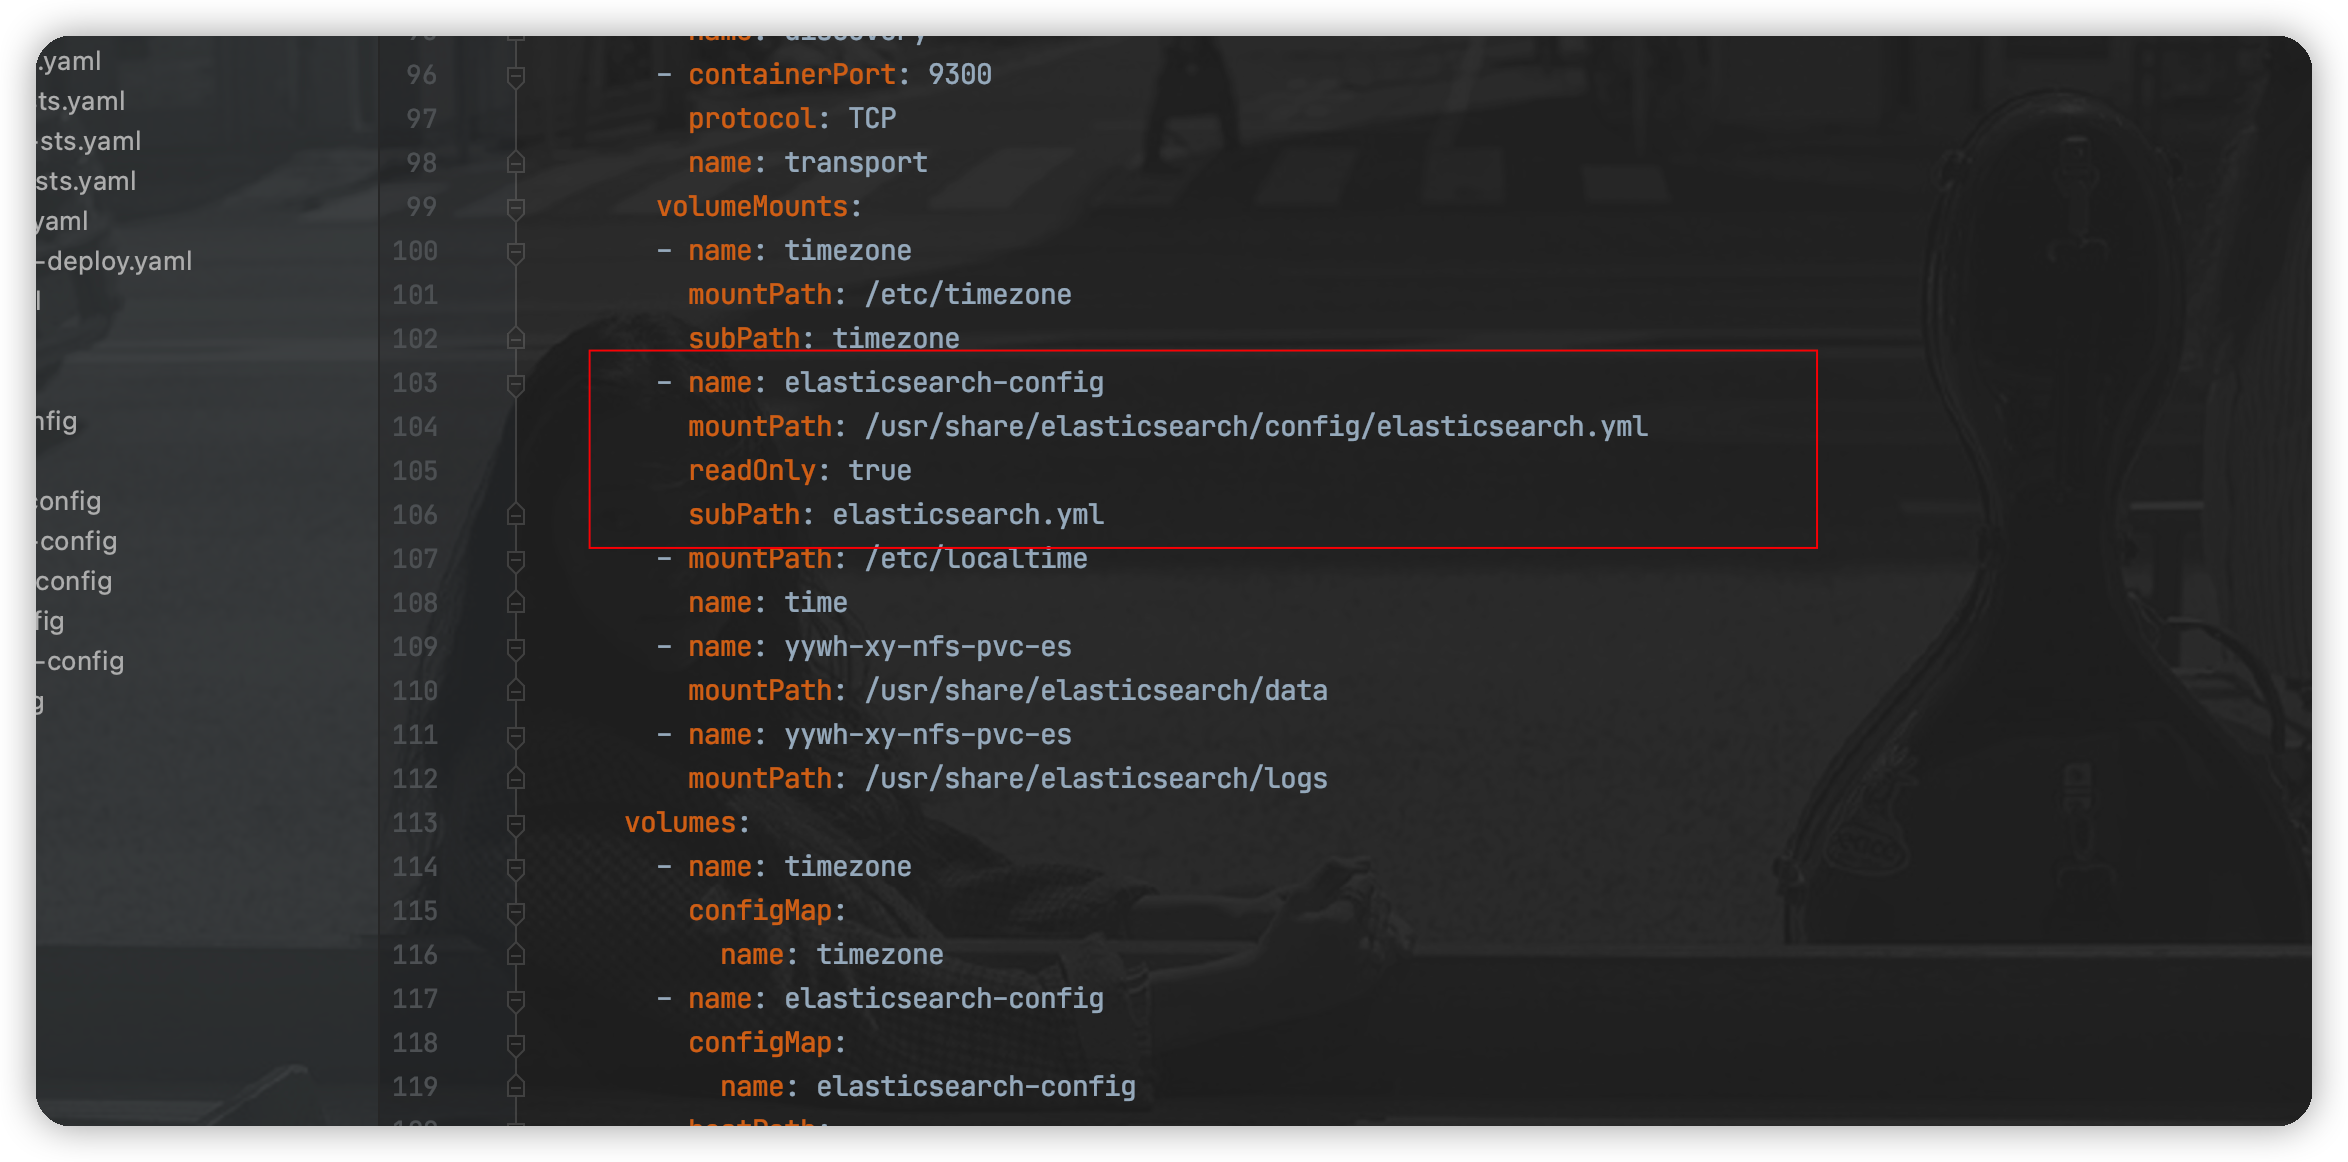 .yaml
ts.yaml
-sts.yaml
sts.yaml
yaml
-deploy.yaml
nfig
config
-config
config
fig
-config
g
name: discovery
96 - containerPort: 9300
97 protocol: TCP
98 name: transport
99 volumeMounts:
100 - name: timezone
101 mountPath: /etc/timezone
102 subPath: timezone
103 - name: elasticsearch-config
104 mountPath: /usr/share/elasticsearch/config/elasticsearch.yml
105 readOnly: true
106 subPath: elasticsearch.yml
107 - mountPath: /etc/localtime
108 name: time
109 - name: yywh-xy-nfs-pvc-es
110 mountPath: /usr/share/elasticsearch/data
111 - name: yywh-xy-nfs-pvc-es
112 mountPath: /usr/share/elasticsearch/logs
113 volumes:
114 - name: timezone
115 configMap:
116 name: timezone
117 - name: elasticsearch-config
118 configMap:
119 name: elasticsearch-config
hostPath: